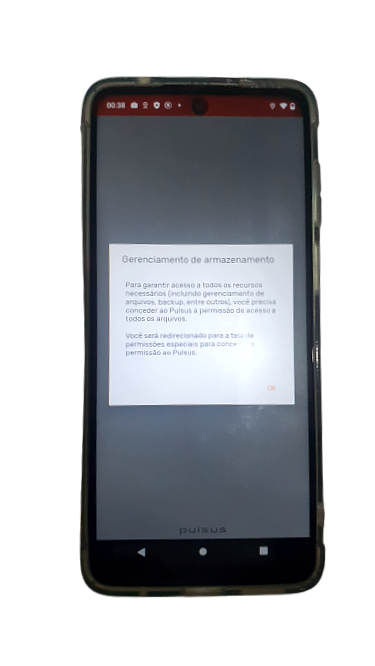 00:38
Gerenciamento de armazenamento
Para garantir acesso a todos os recursos
necessários (incluindo gerenciamento de
arquivos, backup, entre outros), você precisa
conceder ao Pulsus a permissão de acesso a
todos os arquivos.
Você será redirecionado para a tela de
permissões especiais para conceder a
permissão ao Pulsus.
OK
pulsus